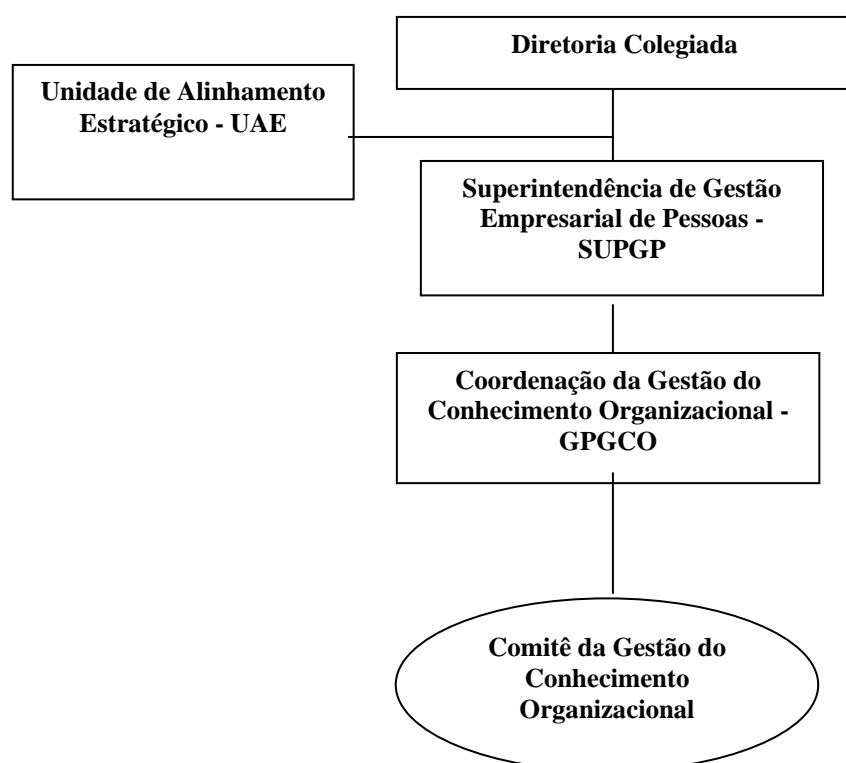 Diretoria Colegiada
Unidade de Alinhamento
Estratégico - UAE
Superintendência de Gestão
Empresarial de Pessoas -
SUPGP
Coordenação da Gestão do
Conhecimento Organizacional -
GPGCO
Comitê da Gestão do
Conhecimento
Organizacional